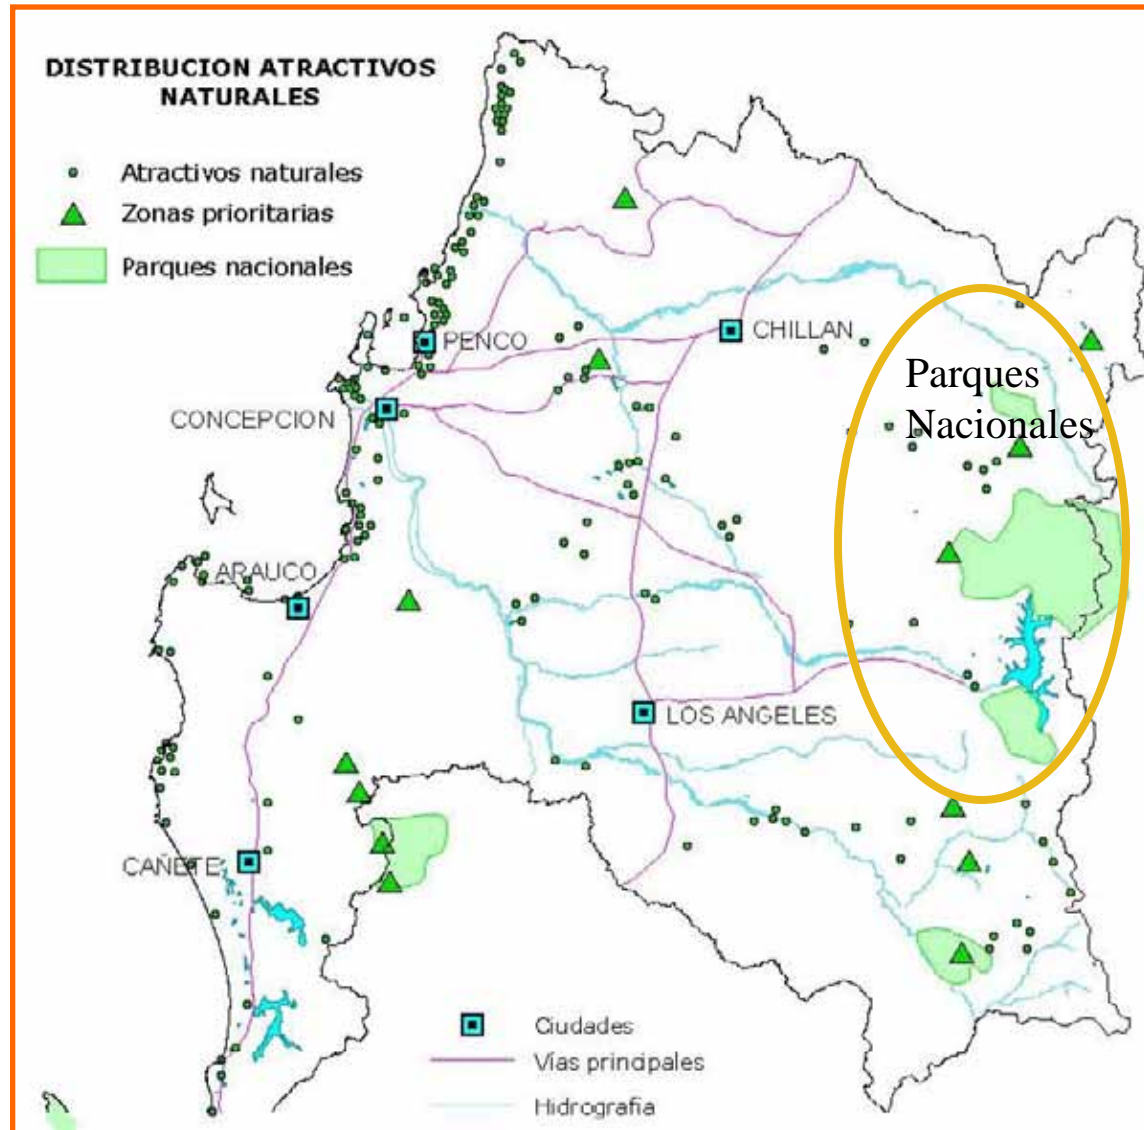 DISTRIBUCION ATRACTIVOS
NATURALES
Atractivos naturales
Zonas prioritarias
Parques nacionales
PENCO
CHILLAN
Parques
Nacionales
CONCEPCION
ARAUCO
LOS ANGELES
CAÑETE
Ciudades
Vías principales
Hidrografia